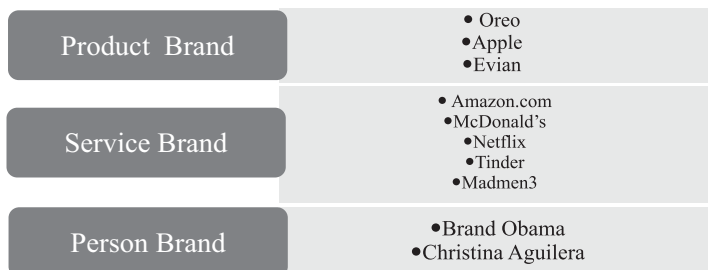 Product Brand
• Oreo
•Apple
•Evian
Service Brand
• Amazon.com
•McDonald’s
•Netflix
•Tinder
•Madmen3
Person Brand
•Brand Obama
•Christina Aguilera